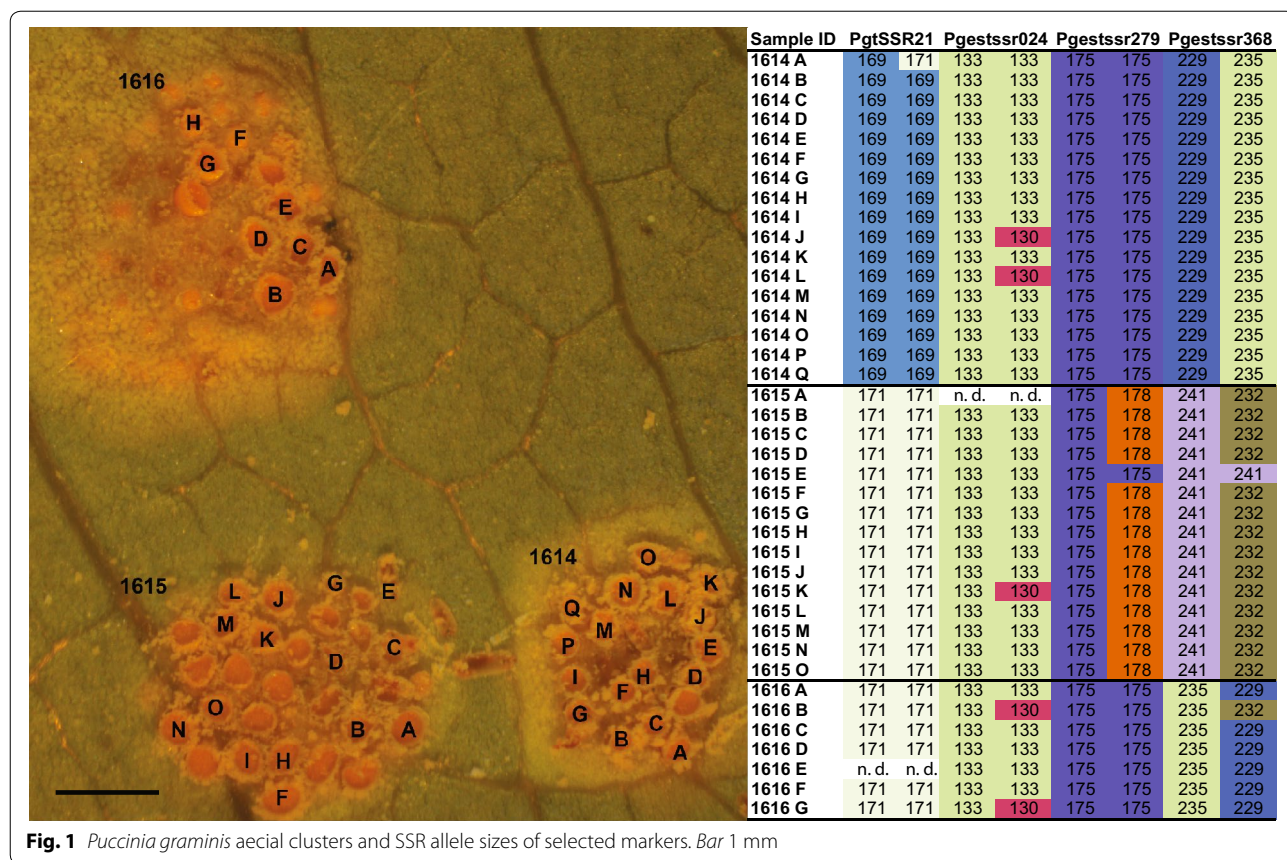 1616
H
F
G
E
D
C
A
B
1615
L
J
G
E
M
K
C
D
O
N
B
A
I
H
F
1614
O
N
L
K
Q
M
J
P
E
I
H
D
F
G
C
B
A
Sample ID PgtSSR21 Pgestssr024 Pgestssr279 Pgestssr368
1614 A 169 171 133 133 175 175 229 235
1614 B 169 169 133 133 175 175 229 235
1614 C 169 169 133 133 175 175 229 235
1614 D 169 169 133 133 175 175 229 235
1614 E 169 169 133 133 175 175 229 235
1614 F 169 169 133 133 175 175 229 235
1614 G 169 169 133 133 175 175 229 235
1614 H 169 169 133 133 175 175 229 235
1614 I 169 169 133 133 175 175 229 235
1614 J 169 169 133 130 175 175 229 235
1614 K 169 169 133 133 175 175 229 235
1614 L 169 169 133 130 175 175 229 235
1614 M 169 169 133 133 175 175 229 235
1614 N 169 169 133 133 175 175 229 235
1614 O 169 169 133 133 175 175 229 235
1614 P 169 169 133 133 175 175 229 235
1614 Q 169 169 133 133 175 175 229 235
1615 A 171 171 n. d. n. d. 175 178 241 232
1615 B 171 171 133 133 175 178 241 232
1615 C 171 171 133 133 175 178 241 232
1615 D 171 171 133 133 175 178 241 232
1615 E 171 171 133 133 175 175 241 241
1615 F 171 171 133 133 175 178 241 232
1615 G 171 171 133 133 175 178 241 232
1615 H 171 171 133 133 175 178 241 232
1615 I 171 171 133 133 175 178 241 232
1615 J 171 171 133 133 175 178 241 232
1615 K 171 171 133 130 175 178 241 232
1615 L 171 171 133 133 175 178 241 232
1615 M 171 171 133 133 175 178 241 232
1615 N 171 171 133 133 175 178 241 232
1615 O 171 171 133 133 175 178 241 232
1616 A 171 171 133 133 175 175 235 229
1616 B 171 171 133 130 175 175 235 232
1616 C 171 171 133 133 175 175 235 229
1616 D 171 171 133 133 175 175 235 229
1616 E n. d. n. d. 133 133 175 175 235 229
1616 F 171 171 133 133 175 175 235 229
1616 G 171 171 133 130 175 175 235 229
Fig. 1 Puccinia graminis aecial clusters and SSR allele sizes of selected markers. Bar 1 mm